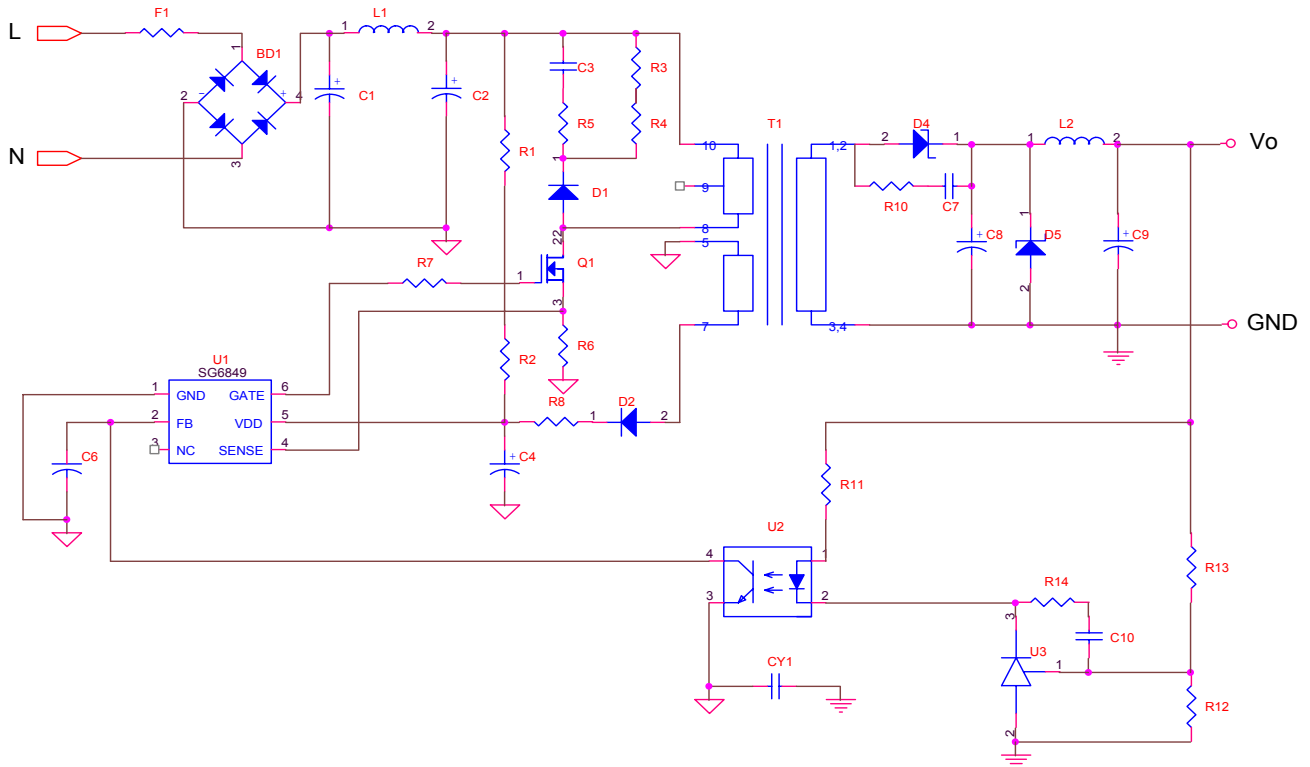 L
F1
1
L1
2
BD1
1
2
-
+
4
+
C1
+
C2
C3
R3
R5
R4
N
3
R1
T1
D4
L2
2
1
1
2
Vo
10
1,2
1
D1
9
R10
C7
8
5
22
+
C8
1
D5
+
C9
2
R7
1
Q1
3
7
3,4
GND
R2
R6
U1
SG6849
1
GND
GATE
6
2
FB
VDD
5
3
NC
SENSE
4
R8
1
D2
2
C6
+
C4
R11
U2
4
1
3
2
R13
R14
3
C10
U3
1
CY1
R12
2